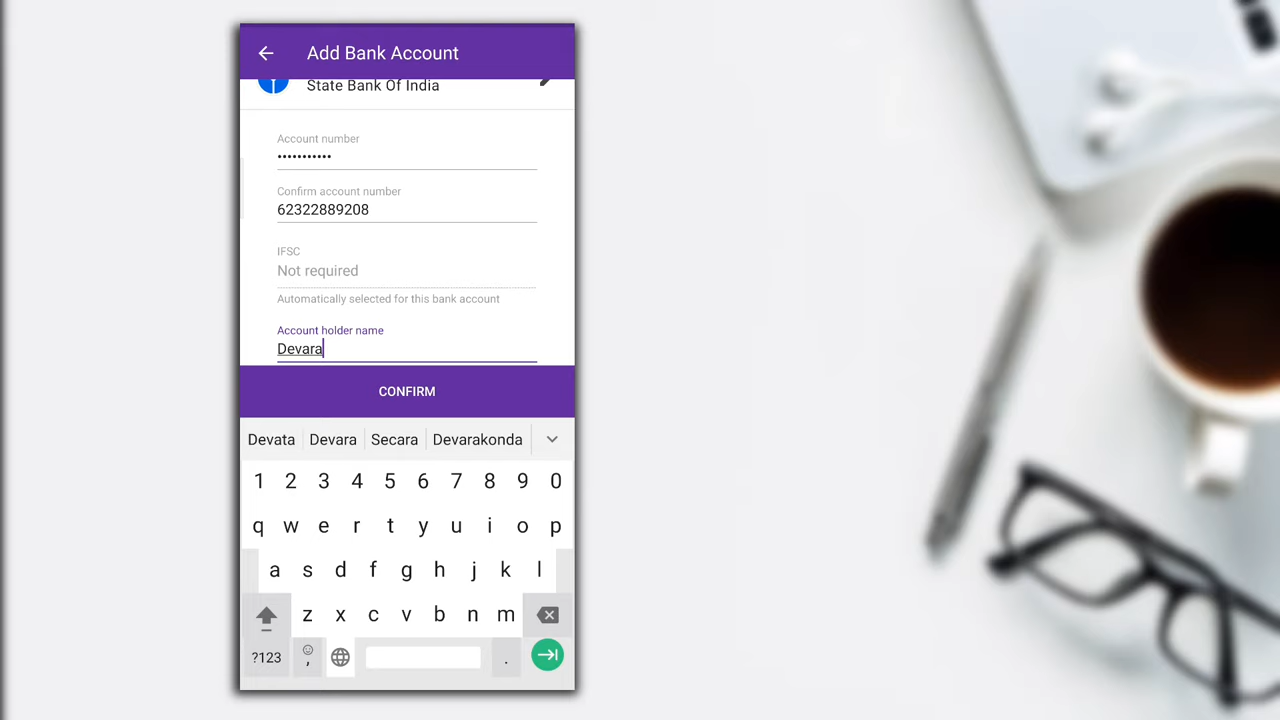 Add Bank Account
State Bank Of India
Account number
•••••••••••
Confirm account number
62322889208
IFSC
Not required
Automatically selected for this bank account
Account holder name
Devara
CONFIRM
Devata Devara Secara Devarakonda
1 2 3 4 5 6 7 8 9 0
q w e r t y u i o p
a s d f g h j k l
z x c v b n m
?123 , .